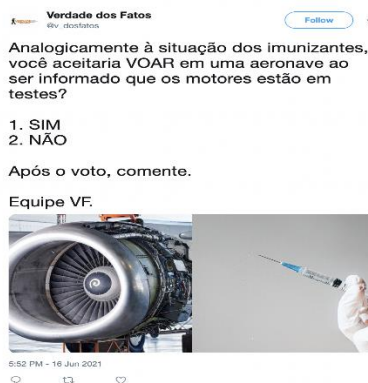 Verdade dos Fatos
@v_dosfatos
Follow
Analogicamente à situação dos imunizantes,
você aceitaria VOAR em uma aeronave ao
ser informado que os motores estão em
testes?
1. SIM
2. NÃO
Após o voto, comente.
Equipe VF.
5:52 PM - 16 Jun 2021